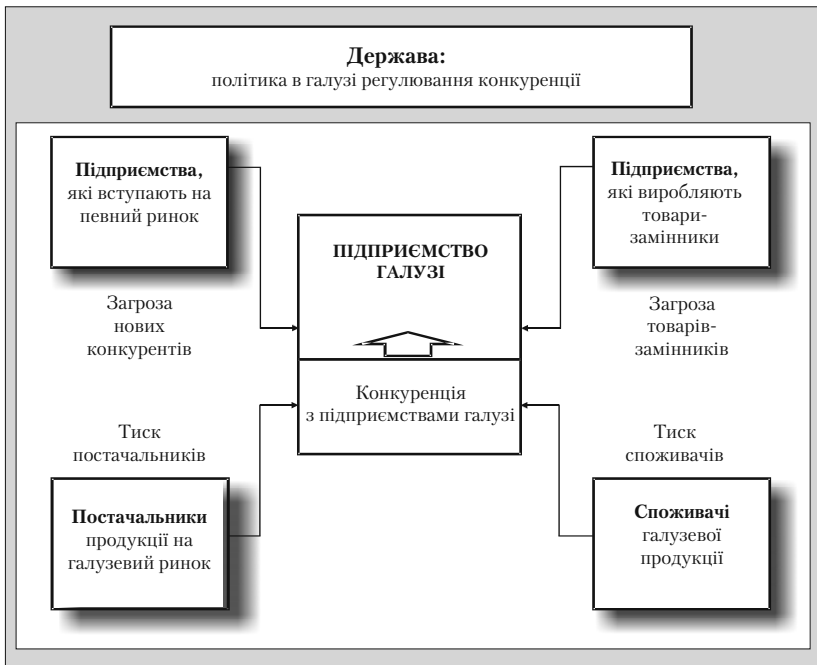 Держава:
політика в галузі регулювання конкуренції
Підприємства,
які вступають на
певний ринок
Підприємства,
які виробляють
товари-
замінники
ПІДПРИЄМСТВО
ГАЛУЗІ
Загроза
нових
конкурентів
Загроза
товарів-
замінників
Конкуренція
з підприємствами галузі
Тиск
постачальників
Тиск
споживачів
Постачальники
продукції на
галузевий ринок
Споживачі
галузевої
продукції